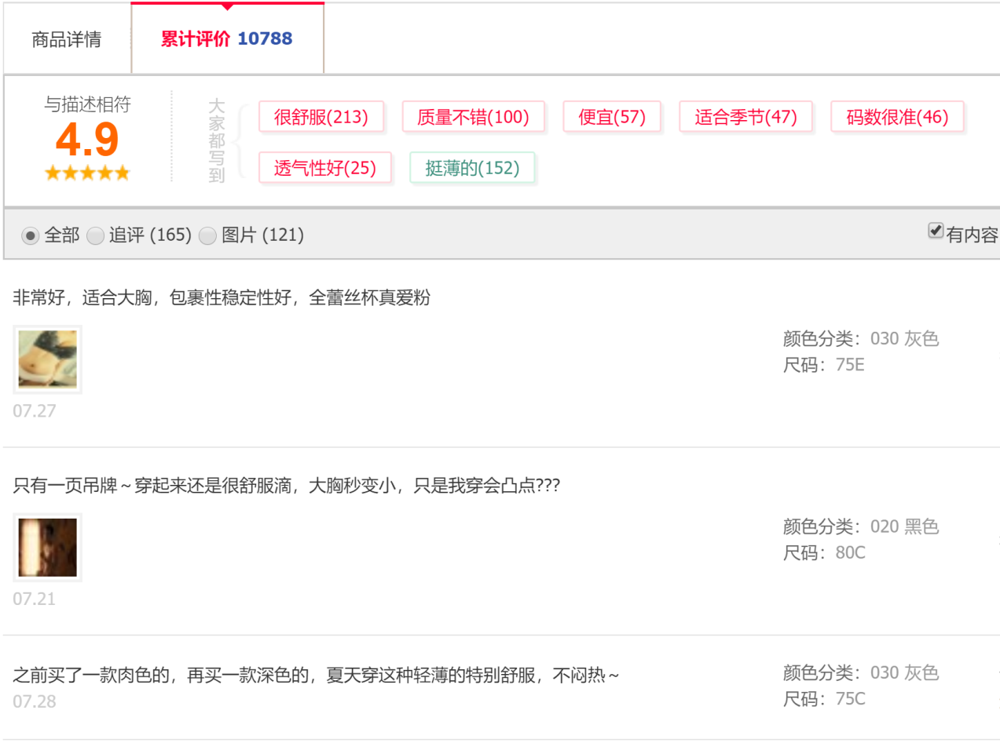 商品详情
累计评价 10788
与描述相符
4.9
大家都写到
很舒服(213) 质量不错(100) 便宜(57) 适合季节(47) 码数很准(46)
透气性好(25) 挺薄的(152)
全部 追评 (165) 图片 (121) 有内容
非常好，适合大胸，包裹性稳定性好，全蕾丝杯真爱粉
颜色分类：030 灰色
尺码：75E
07.27
只有一页吊牌～穿起来还是很舒服滴，大胸秒变小，只是我穿会凸点???
颜色分类：020 黑色
尺码：80C
07.21
之前买了一款肉色的，再买一款深色的，夏天穿这种轻薄的特别舒服，不闷热～
颜色分类：030 灰色
尺码：75C
07.28